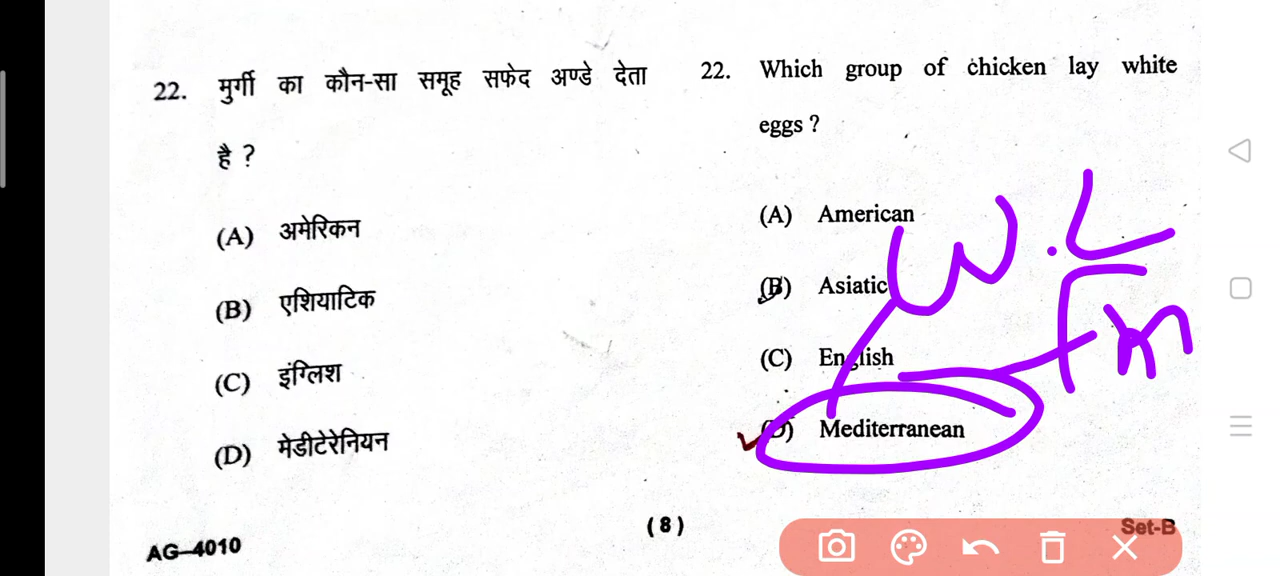 22. मुर्गी का कौन-सा समूह सफेद अण्डे देता
है ?
(A) अमेरिकन
(B) एशियाटिक
(C) इंग्लिश
(D) मेडीटेरेनियन
AG-4010
22. Which group of chicken lay white
eggs ?
(A) American
(B) Asiatic
(C) English
(D) Mediterranean
W.L
Fm
(8)
Set-B